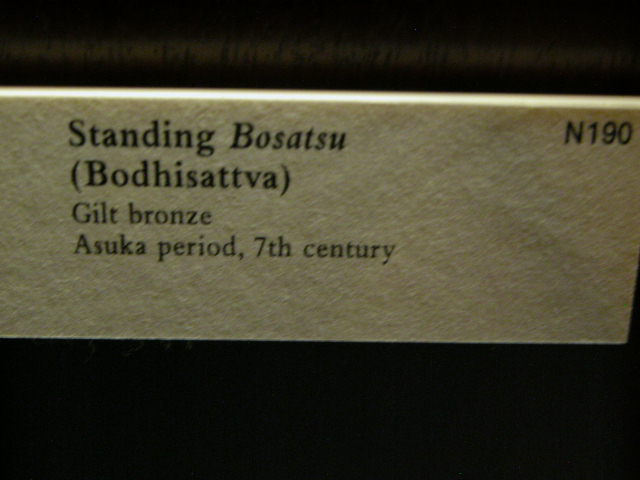 Standing Bosatsu N190
(Bodhisattva)
Gilt bronze
Asuka period, 7th century